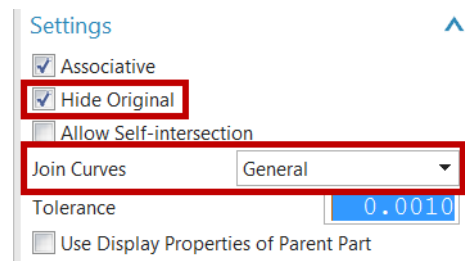 Settings
Associative
Hide Original
Allow Self-intersection
Join Curves General
Tolerance 0.0010
Use Display Properties of Parent Part